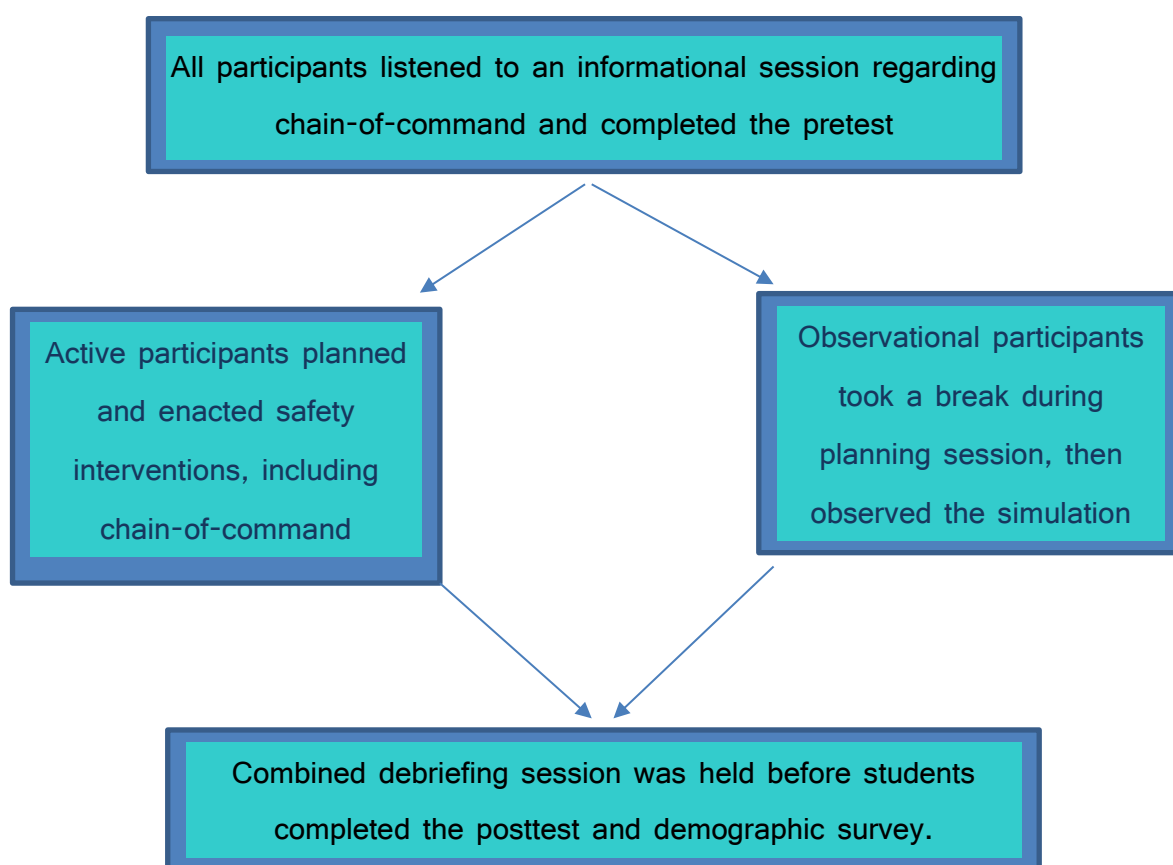 All participants listened to an informational session regarding
chain-of-command and completed the pretest
Active participants planned
and enacted safety
interventions, including
chain-of-command
Observational participants
took a break during
planning session, then
observed the simulation
Combined debriefing session was held before students
completed the posttest and demographic survey.